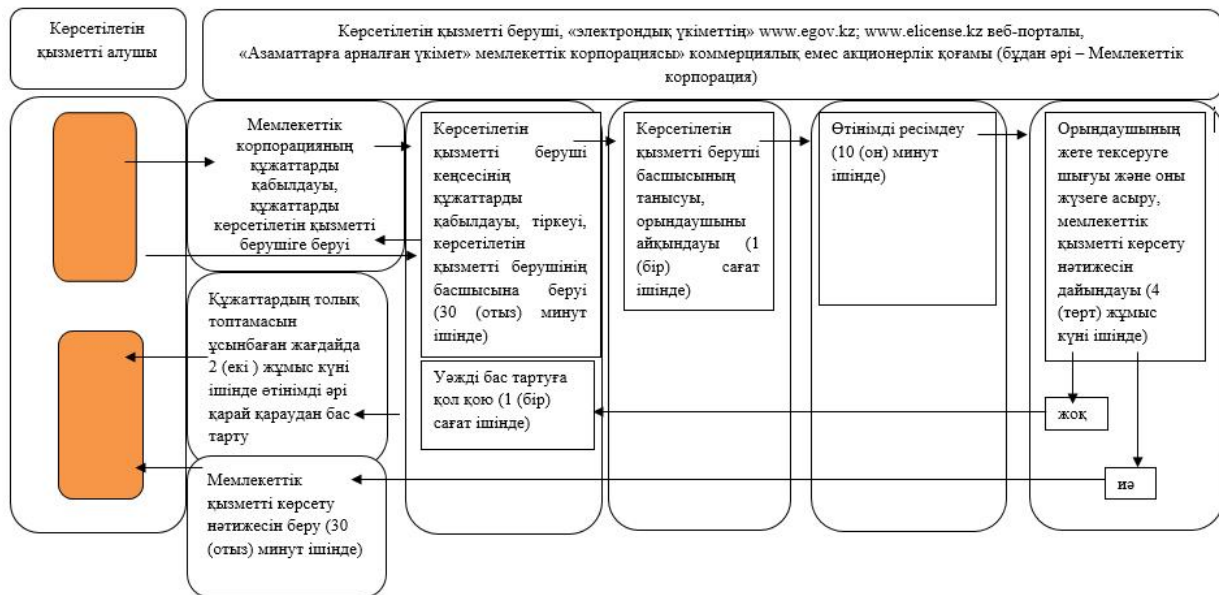 Көрсетілетін
қызметті алушы
Көрсетілетін қызметті беруші, «электрондық үкіметтің» www.egov.kz; www.elicense.kz веб-порталы,
«Азаматтарға арналған үкімет» мемлекеттік корпорациясы» коммерциялық емес акционерлік қоғамы (бұдан әрі – Мемлекеттік
корпорация)
Мемлекеттік
корпорацияның
құжаттарды
қабылдауы,
құжаттарды
көрсетілетін қызметті
берушіге беруі
Көрсетілетін
қызметті беруші
кеңсесінің
құжаттарды
қабылдауы, тіркеуі,
көрсетілетін
қызметті берушінің
басшысына беруі
(30 (отыз) минут
ішінде)
Көрсетілетін
қызметті беруші
басшысының
танысуы,
орындаушыны
айқындауы (1
(бір) сағат
ішінде)
Өтінімді ресімдеу
(10 (он) минут
ішінде)
Орындаушының
жете тексеруге
шығуы және оны
жүзеге асыру,
мемлекеттік
қызметті көрсету
нәтижесін
дайындауы (4
(төрт) жұмыс
күні ішінде)
Құжаттардың толық
топтамасын
ұсынбаған жағдайда
2 (екі ) жұмыс күні
ішінде өтінімді әрі
қарай қараудан бас
тарту
Уәжді бас тартуға
қол қою (1 (бір)
сағат ішінде)
жоқ
Мемлекеттік
қызметті көрсету
нәтижесін беру (30
(отыз) минут ішінде)
иә